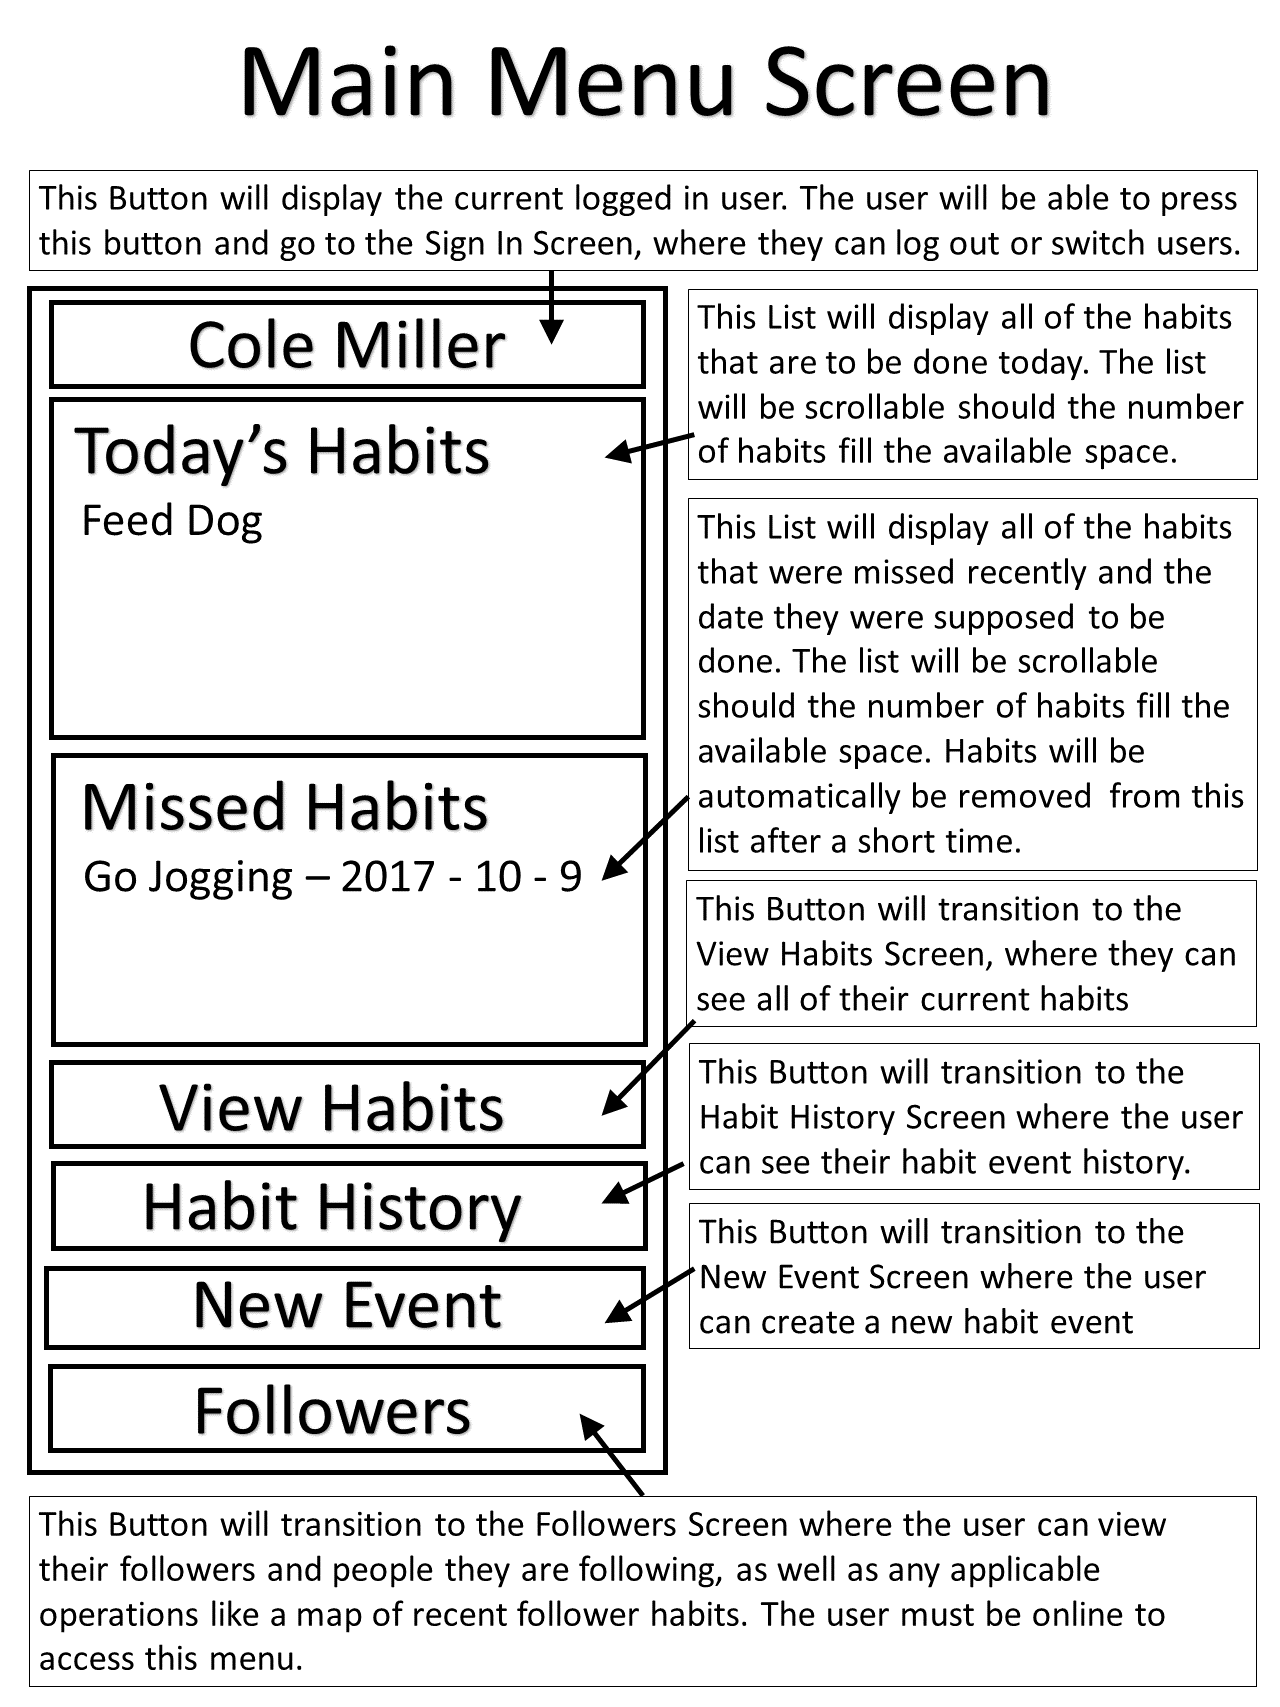 Main Menu Screen
This Button will display the current logged in user. The user will be able to press
this button and go to the Sign In Screen, where they can log out or switch users.
Cole Miller
This List will display all of the habits
that are to be done today. The list
will be scrollable should the number
of habits fill the available space.
Today’s Habits
Feed Dog
This List will display all of the habits
that were missed recently and the
date they were supposed to be
done. The list will be scrollable
should the number of habits fill the
available space. Habits will be
automatically be removed  from this
list after a short time.
Missed Habits
Go Jogging – 2017 - 10 - 9
This Button will transition to the
View Habits Screen, where they can
see all of their current habits
View Habits
This Button will transition to the
Habit History Screen where the user
can see their habit event history.
Habit History
This Button will transition to the
New Event Screen where the user
can create a new habit event
New Event
Followers
This Button will transition to the Followers Screen where the user can view
their followers and people they are following, as well as any applicable
operations like a map of recent follower habits. The user must be online to
access this menu.